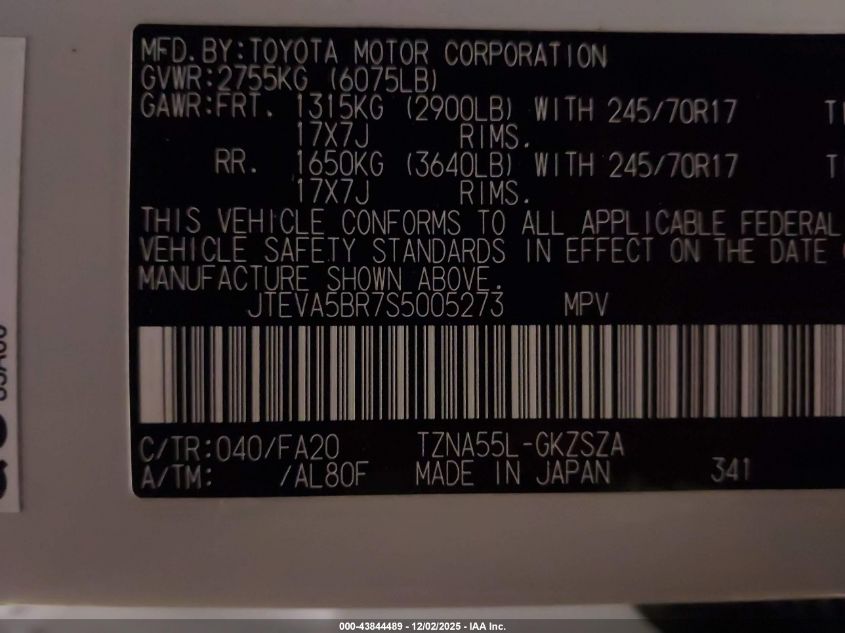 MFD.BY:TOYOTA MOTOR CORPORATION
GVWR:2755KG (6075LB)
GAWR:FRT. 1315KG (2900LB) WITH 245/70R17
17X7J RIMS.
RR. 1650KG (3640LB) WITH 245/70R17 T
17X7J RIMS.
THIS VEHICLE CONFORMS TO ALL APPLICABLE FEDERAL
VEHICLE SAFETY STANDARDS IN EFFECT ON THE DATE
MANUFACTURE SHOWN ABOVE.
JTEVA5BR7S5005273 MPV
C/TR:040/FA20 TZNA55L-GKZSZA
A/TM: /AL80F MADE IN JAPAN 341
000-43844489 - 12/02/2025 - IAA Inc.